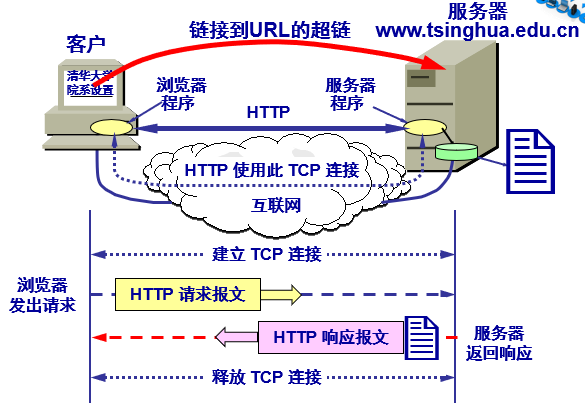 链接到URL的超链
服务器
www.tsinghua.edu.cn
客户
清华大学
院系设置
浏览器
程序
服务器
程序
HTTP
HTTP 使用此 TCP 连接
互联网
建立 TCP 连接
浏览器
发出请求
HTTP 请求报文
HTTP 响应报文
服务器
返回响应
释放 TCP 连接